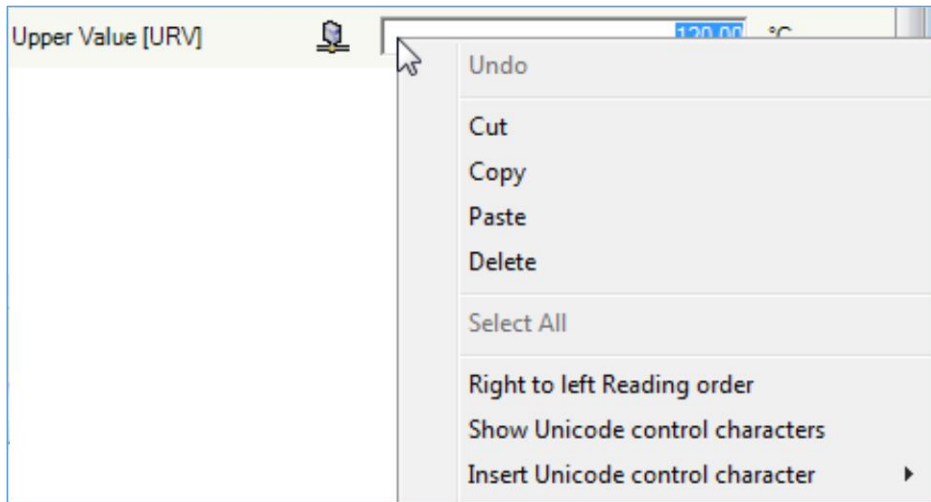 Upper Value [URV] 120.00 °C
Undo
Cut
Copy
Paste
Delete
Select All
Right to left Reading order
Show Unicode control characters
Insert Unicode control character